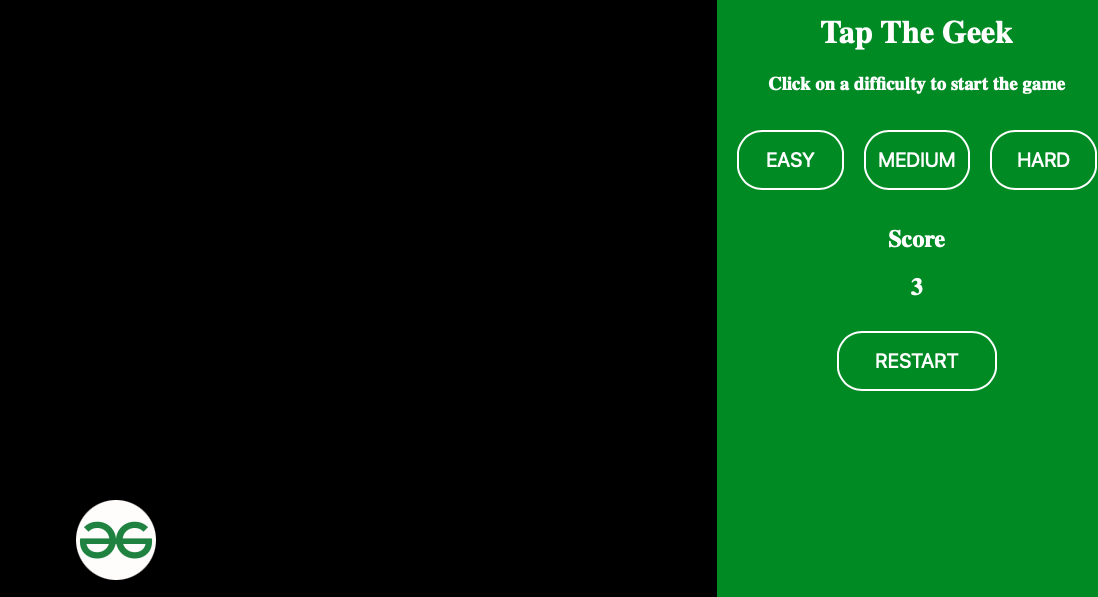 Tap The Geek
Click on a difficulty to start the game
EASY MEDIUM HARD
Score
3
RESTART